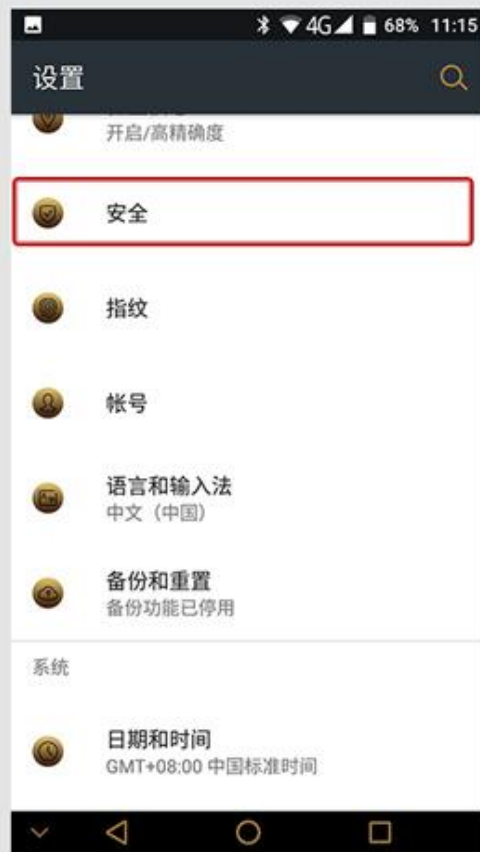 4G 68% 11:15
设置
开启/高精确度
安全
指纹
帐号
语言和输入法
中文（中国）
备份和重置
备份功能已停用
系统
日期和时间
GMT+08:00 中国标准时间